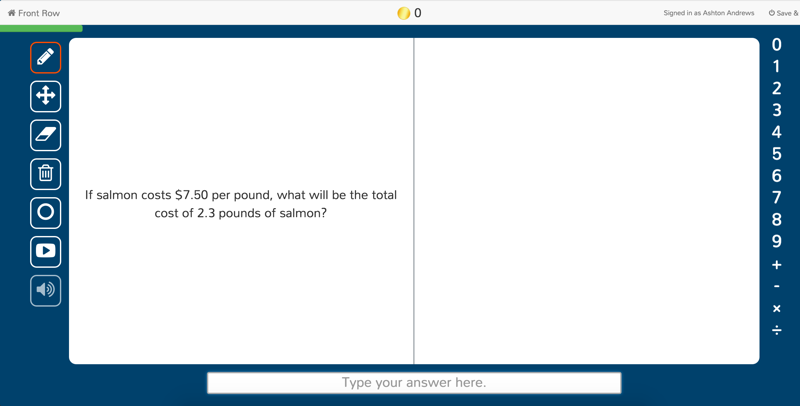 Front Row
0
Signed in as Ashton Andrews
Save &
If salmon costs $7.50 per pound, what will be the total
cost of 2.3 pounds of salmon?
0
1
2
3
4
5
6
7
8
9
+
-
×
÷
Type your answer here.